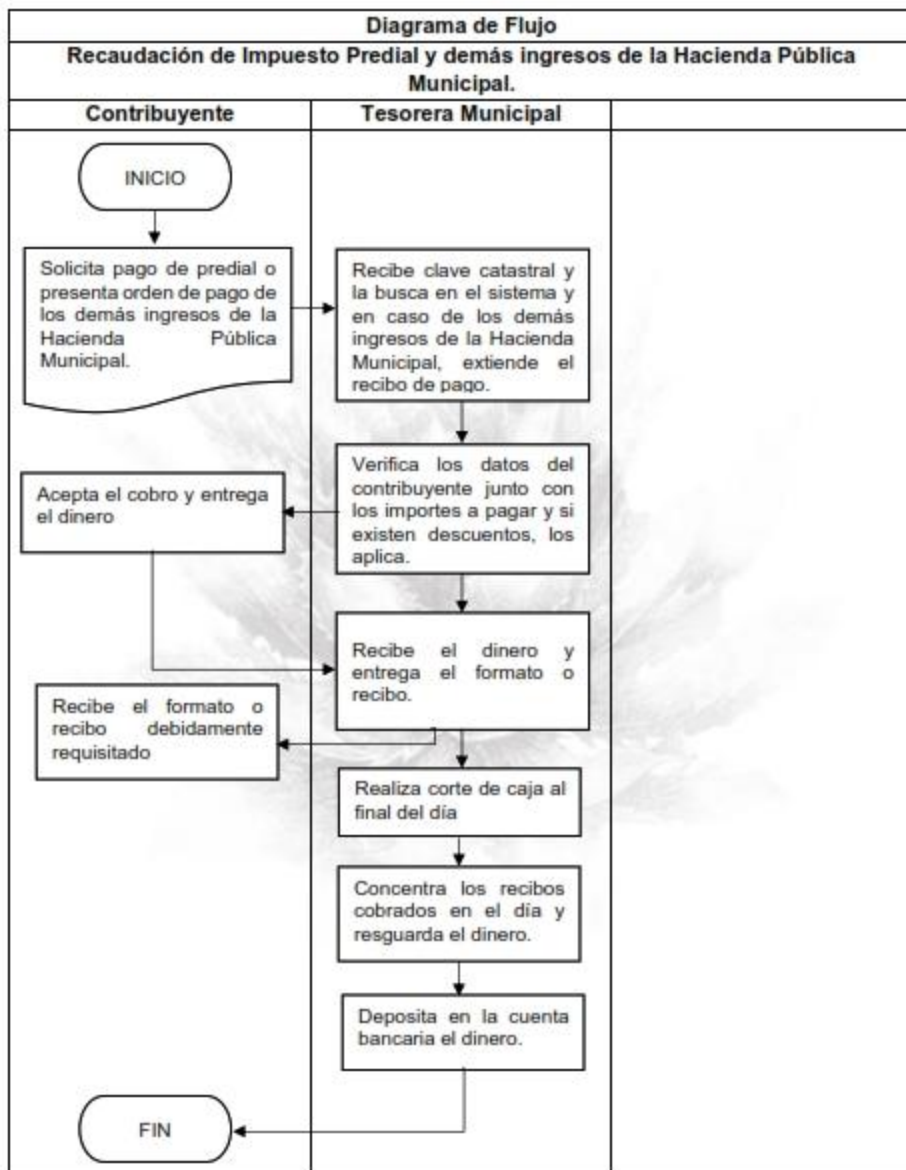 Diagrama de Flujo
Recaudación de Impuesto Predial y demás ingresos de la Hacienda Pública
Municipal.
Contribuyente
Tesorera Municipal
INICIO
Solicita pago de predial o
presenta orden de pago de
los demás ingresos de la
Hacienda Pública
Municipal.
Recibe clave catastral y
la busca en el sistema y
en caso de los demás
ingresos de la Hacienda
Municipal, extiende el
recibo de pago.
Verifica los datos del
contribuyente junto con
los importes a pagar y si
existen descuentos, los
aplica.
Acepta el cobro y entrega
el dinero
Recibe el dinero y
entrega el formato o
recibo.
Recibe el formato o
recibo debidamente
requisitado
Realiza corte de caja al
final del día
Concentra los recibos
cobrados en el día y
resguarda el dinero.
Deposita en la cuenta
bancaria el dinero.
FIN